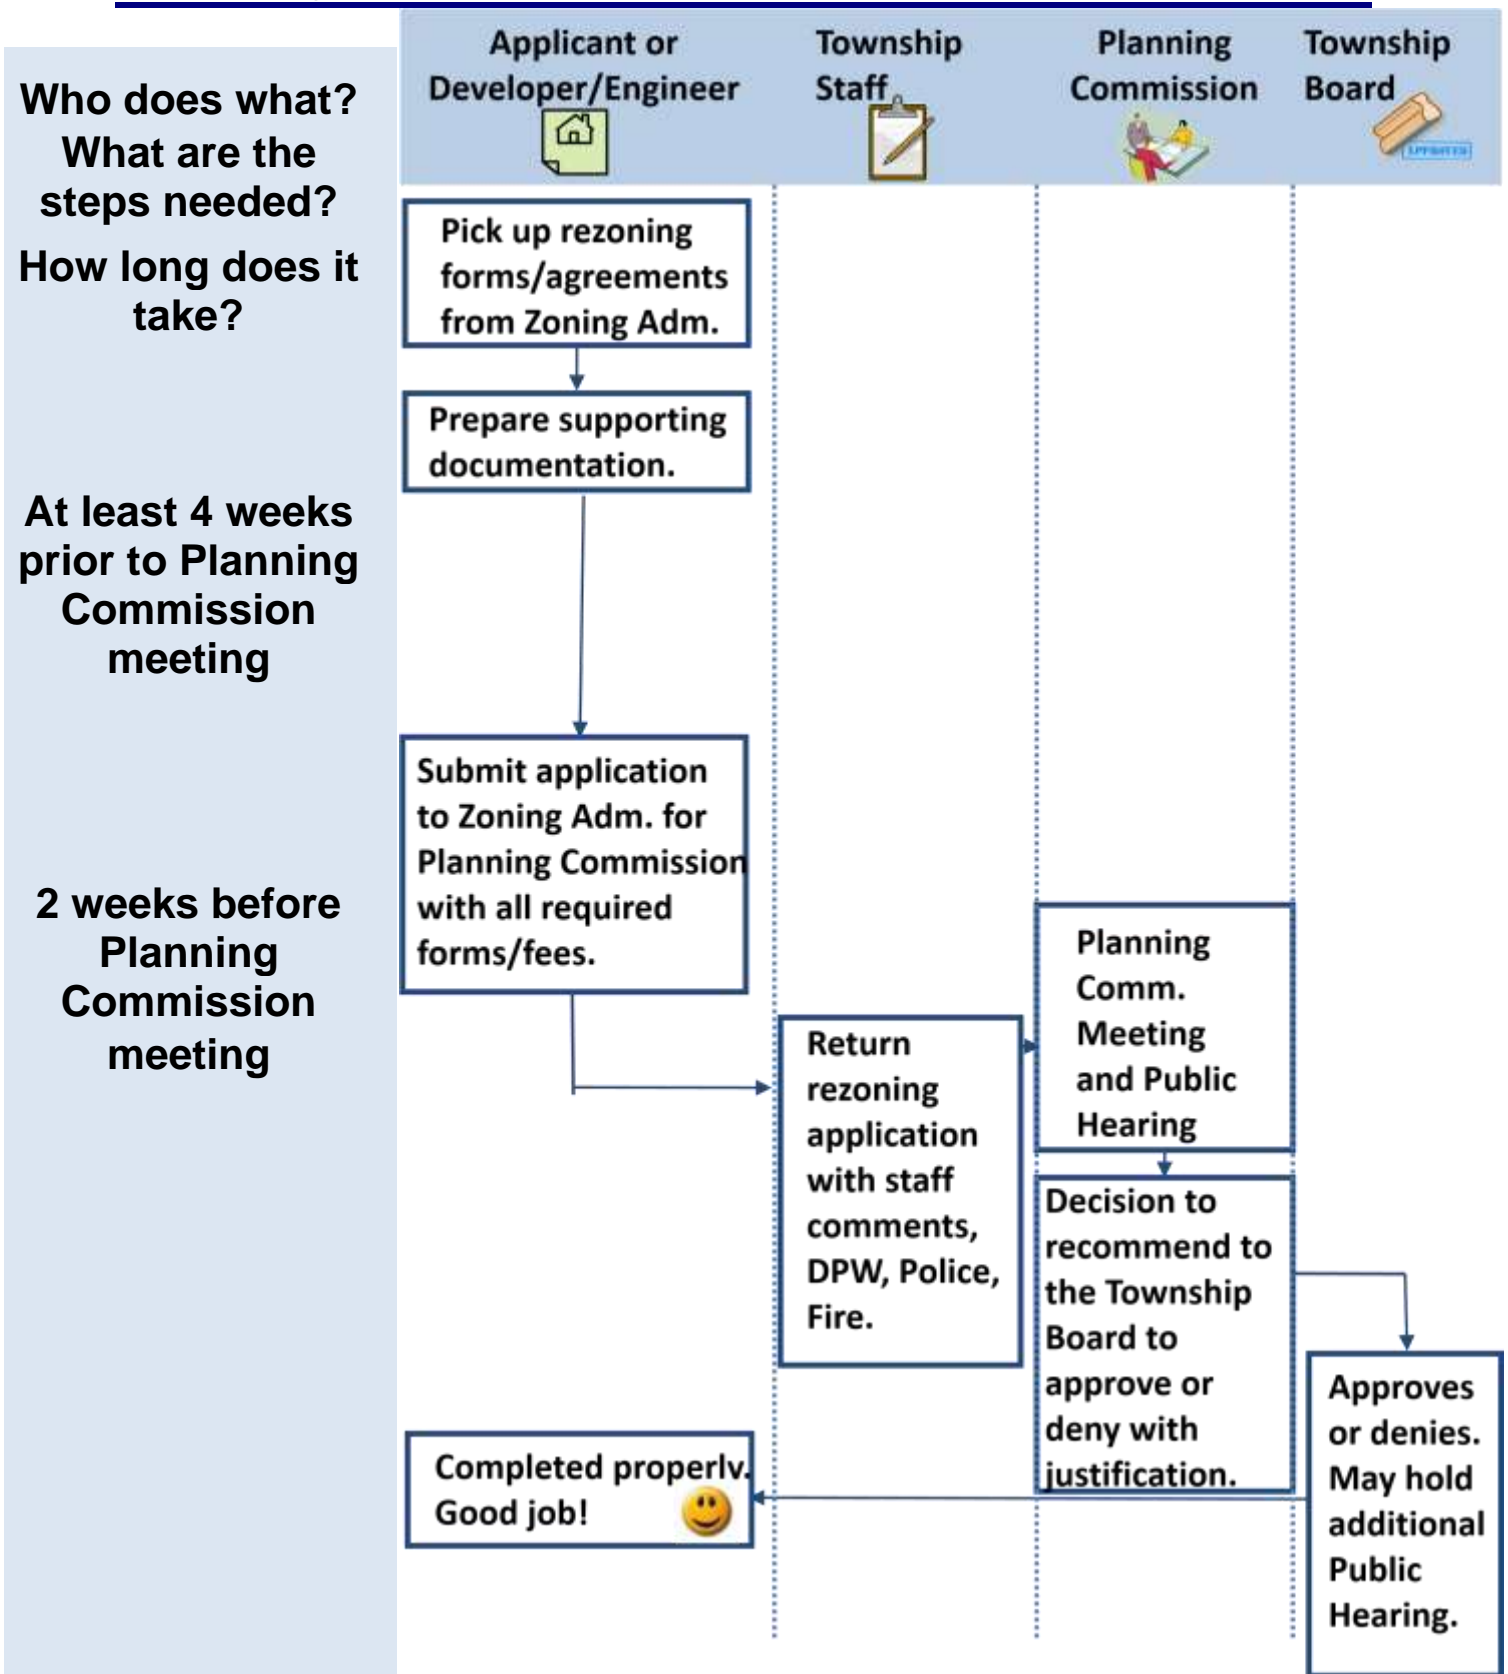 Applicant or
Developer/Engineer
Township
Staff
Planning
Commission
Township
Board
Who does what?
What are the
steps needed?
How long does it
take?
Pick up rezoning
forms/agreements
from Zoning Adm.
Prepare supporting
documentation.
At least 4 weeks
prior to Planning
Commission
meeting
Submit application
to Zoning Adm. for
Planning Commission
with all required
forms/fees.
2 weeks before
Planning
Commission
meeting
Return
rezoning
application
with staff
comments,
DPW, Police,
Fire.
Planning
Comm.
Meeting
and Public
Hearing
Decision to
recommend to
the Township
Board to
approve or
deny with
justification.
Approves
or denies.
May hold
additional
Public
Hearing.
Completed properly.
Good job!